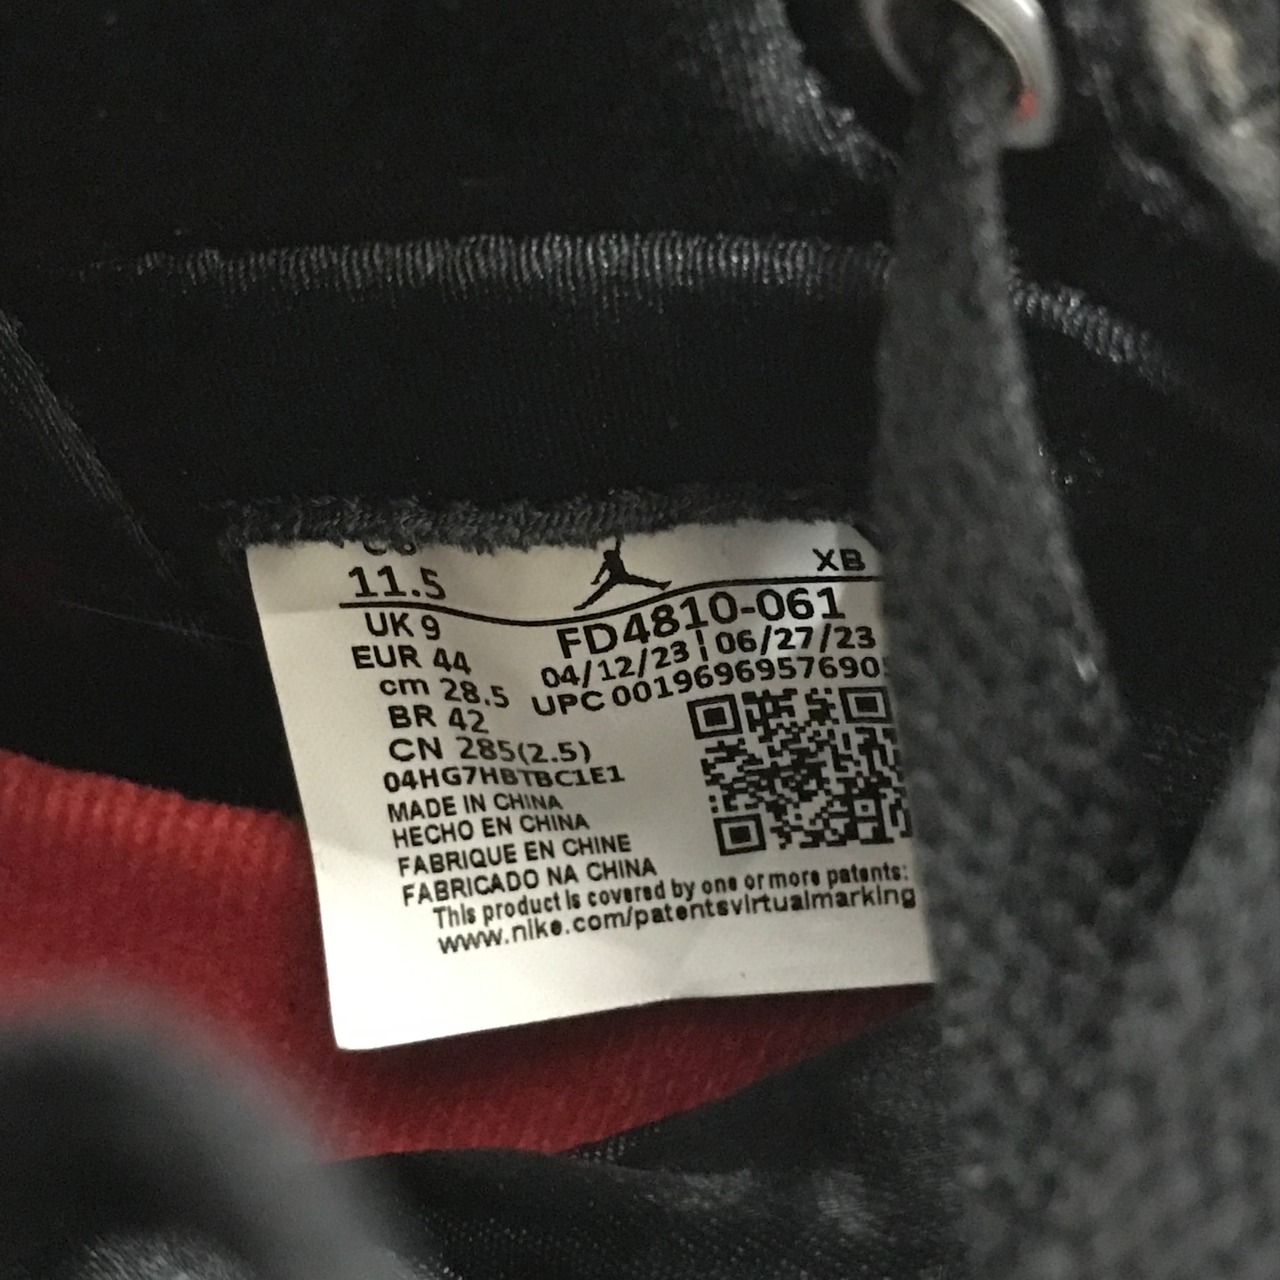 11.5
XB
UK 9
EUR 44
cm 28.5
BR 42
CN 285(2.5)
FD4810-061
04/12/23 | 06/27/23
UPC 00196969576905
04HG7HBTBC1E1
MADE IN CHINA
HECHO EN CHINA
FABRIQUE EN CHINE
FABRICADO NA CHINA
This product is covered by one or more patents:
www.nike.com/patentsvirtualmarking